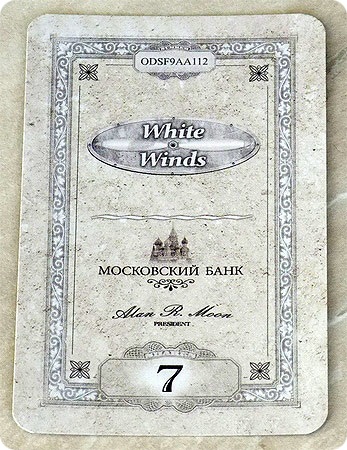 ODSF9AA112
White
Winds
МОСКОВСКИЙ БАНК
Alan R. Moon
PRESIDENT
7